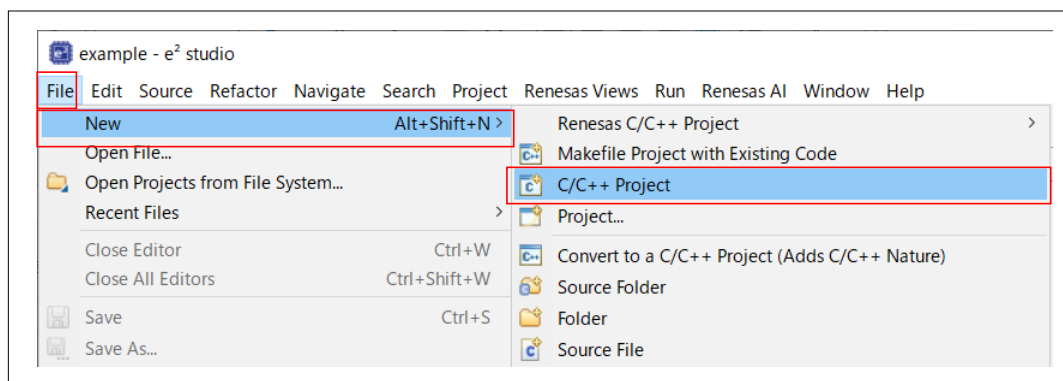 example - e² studio
File Edit Source Refactor Navigate Search Project Renesas Views Run Renesas AI Window Help
New Alt+Shift+N >
Open File...
Open Projects from File System...
Recent Files >
Close Editor Ctrl+W
Close All Editors Ctrl+Shift+W
Save Ctrl+S
Save As...
Renesas C/C++ Project >
Makefile Project with Existing Code
C/C++ Project
Project...
Convert to a C/C++ Project (Adds C/C++ Nature)
Source Folder
Folder
Source File